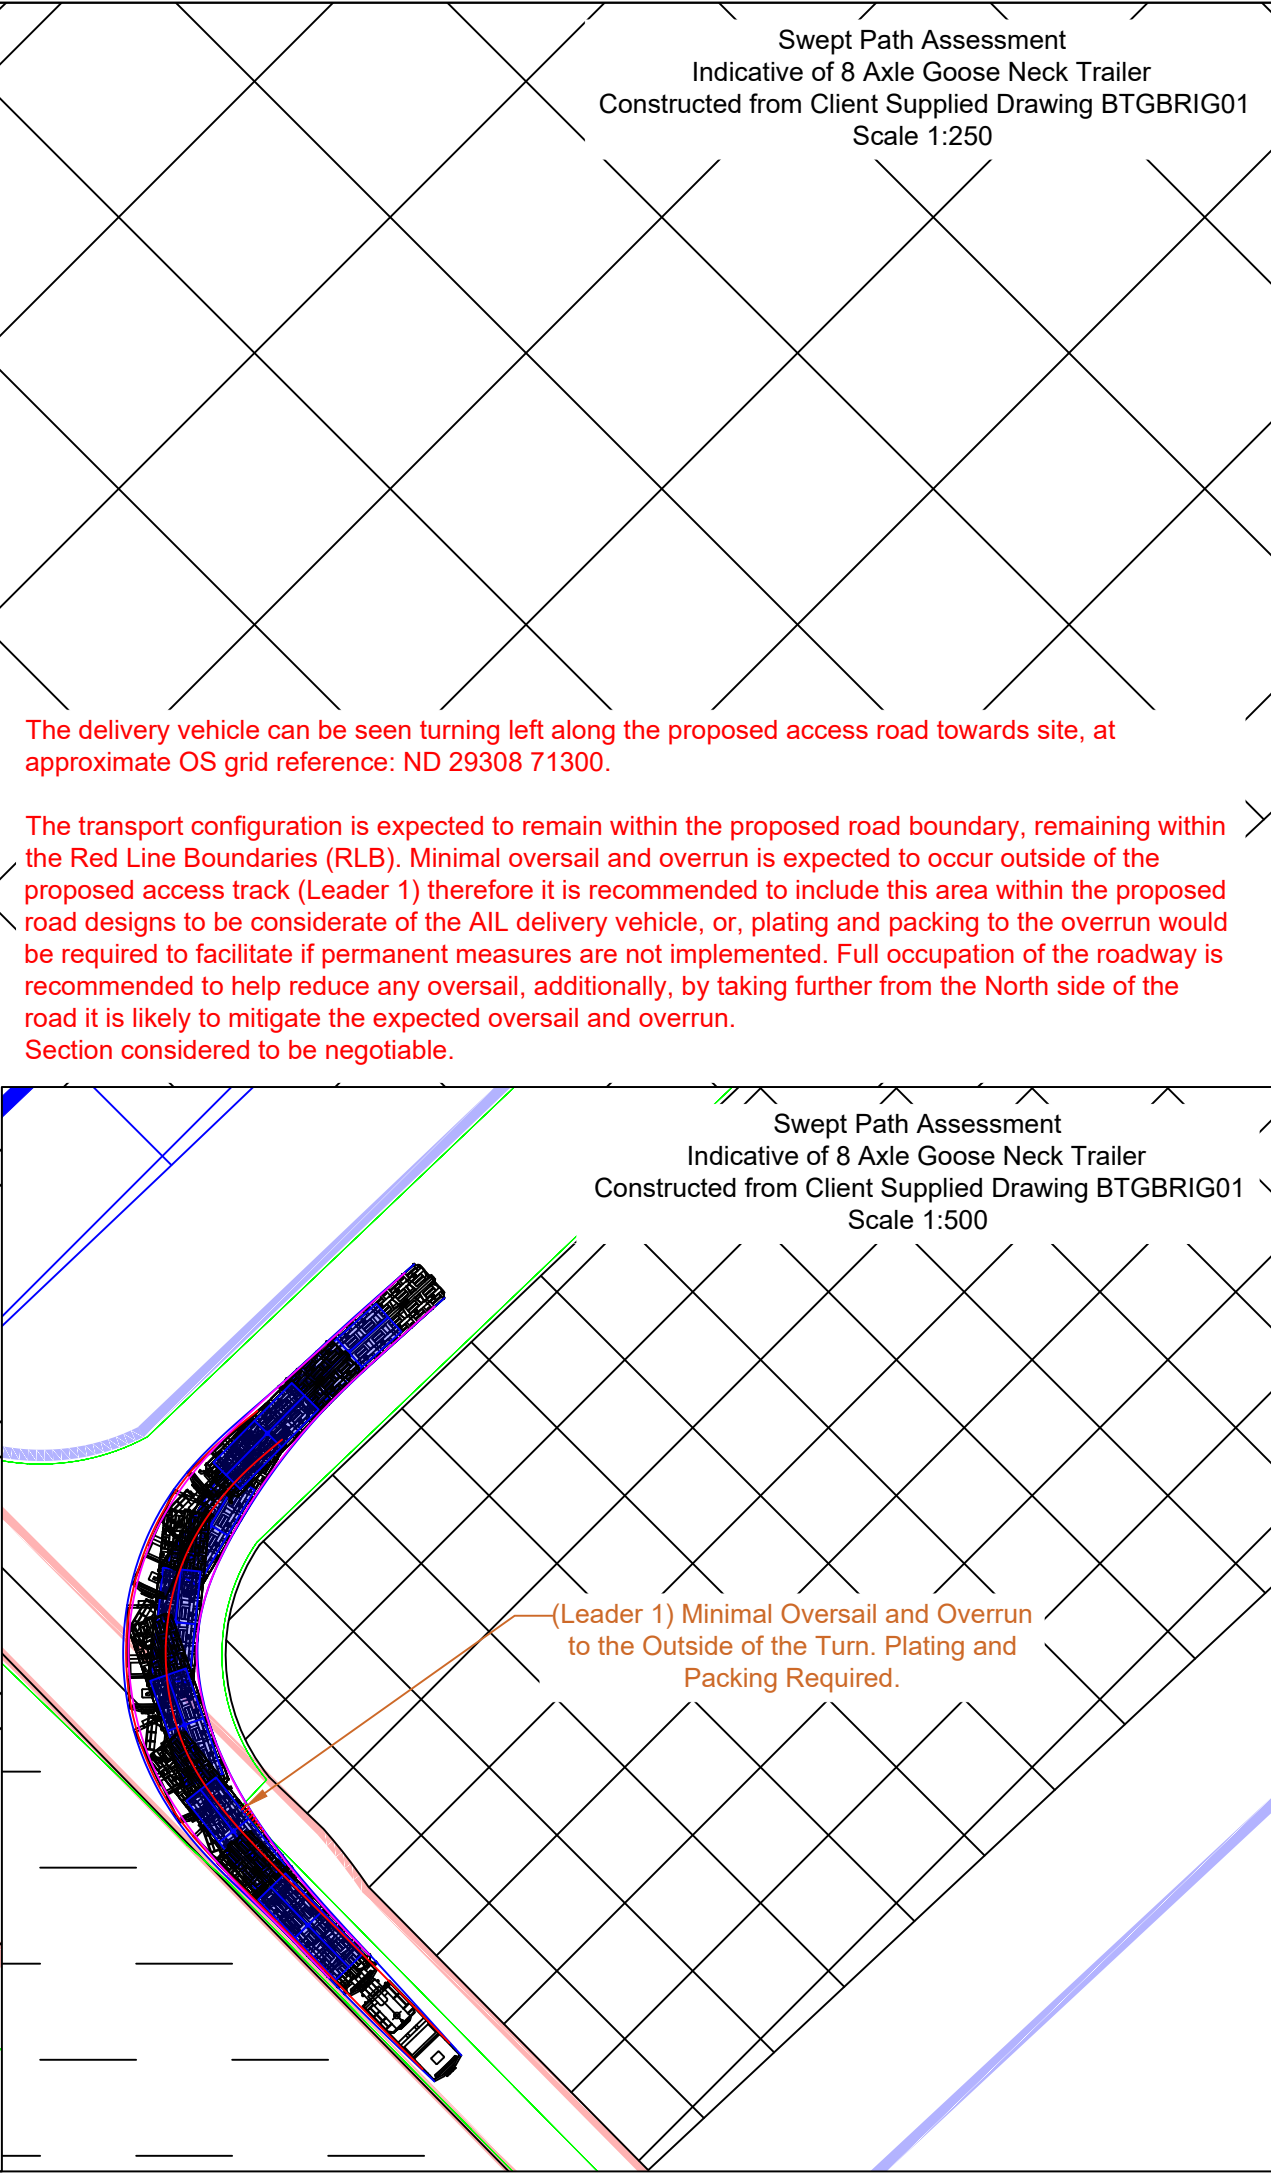 Swept Path Assessment
Indicative of 8 Axle Goose Neck Trailer
Constructed from Client Supplied Drawing BTGBRIG01
Scale 1:250
The delivery vehicle can be seen turning left along the proposed access road towards site, at
approximate OS grid reference: ND 29308 71300.
The transport configuration is expected to remain within the proposed road boundary, remaining within
the Red Line Boundaries (RLB). Minimal oversail and overrun is expected to occur outside of the
proposed access track (Leader 1) therefore it is recommended to include this area within the proposed
road designs to be considerate of the AIL delivery vehicle, or, plating and packing to the overrun would
be required to facilitate if permanent measures are not implemented. Full occupation of the roadway is
recommended to help reduce any oversail, additionally, by taking further from the North side of the
road it is likely to mitigate the expected oversail and overrun.
Section considered to be negotiable.
Swept Path Assessment
Indicative of 8 Axle Goose Neck Trailer
Constructed from Client Supplied Drawing BTGBRIG01
Scale 1:500
(Leader 1) Minimal Oversail and Overrun
to the Outside of the Turn. Plating and
Packing Required.